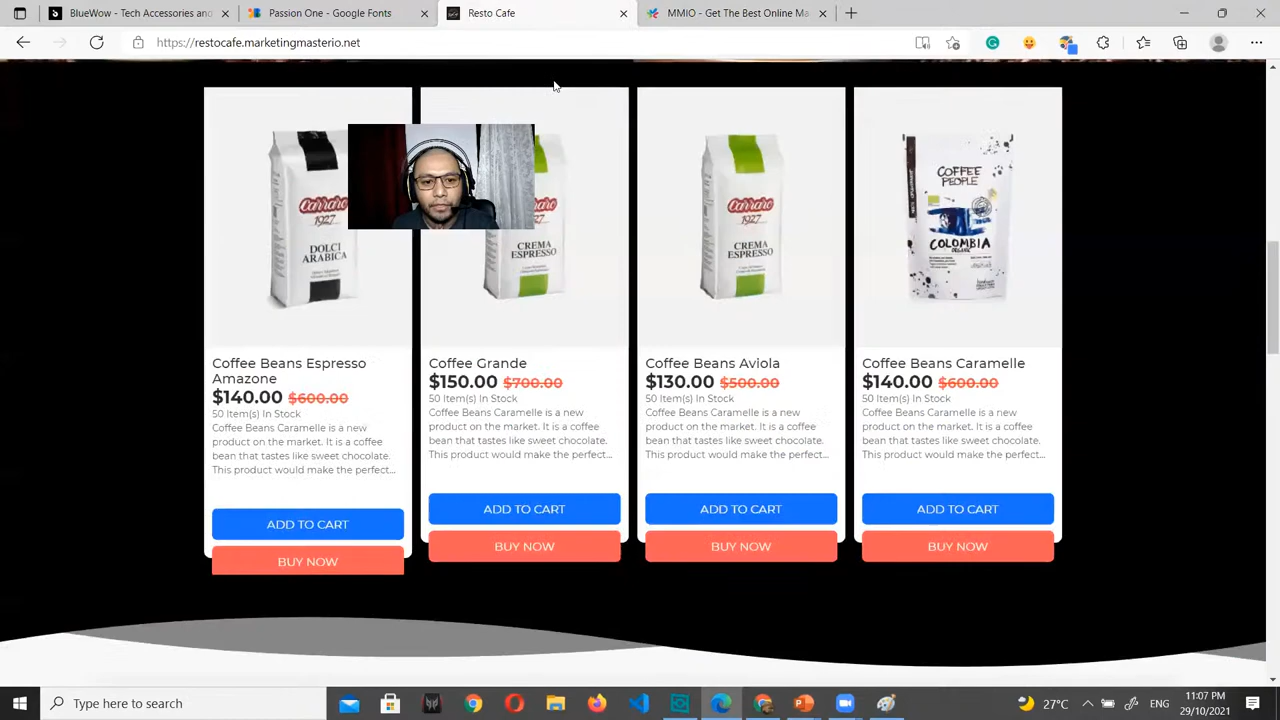 BlueWow - Tech Accessories and
Passion One - Google Fonts
Resto Cafe
MMIO - Get The Best Online Ma
https://restocafe.marketingmasterio.net
Carraro
1927
DOLCI
ARABICA
CREMA
ESPRESSO
Carraro
1927
CREMA
ESPRESSO
COFFEE
PEOPLE
COLOMBIA
ORGANIC
Coffee Beans Espresso
Amazone
$140.00 $600.00
50 Item(s) In Stock
Coffee Beans Caramelle is a new
product on the market. It is a coffee
bean that tastes like sweet chocolate.
This product would make the perfect...
ADD TO CART
BUY NOW
Coffee Grande
$150.00 $700.00
50 Item(s) In Stock
Coffee Beans Caramelle is a new
product on the market. It is a coffee
bean that tastes like sweet chocolate.
This product would make the perfect...
ADD TO CART
BUY NOW
Coffee Beans Aviola
$130.00 $500.00
50 Item(s) In Stock
Coffee Beans Caramelle is a new
product on the market. It is a coffee
bean that tastes like sweet chocolate.
This product would make the perfect...
ADD TO CART
BUY NOW
Coffee Beans Caramelle
$140.00 $600.00
50 Item(s) In Stock
Coffee Beans Caramelle is a new
product on the market. It is a coffee
bean that tastes like sweet chocolate.
This product would make the perfect...
ADD TO CART
BUY NOW
Type here to search
27°C
ENG
11:07 PM
29/10/2021